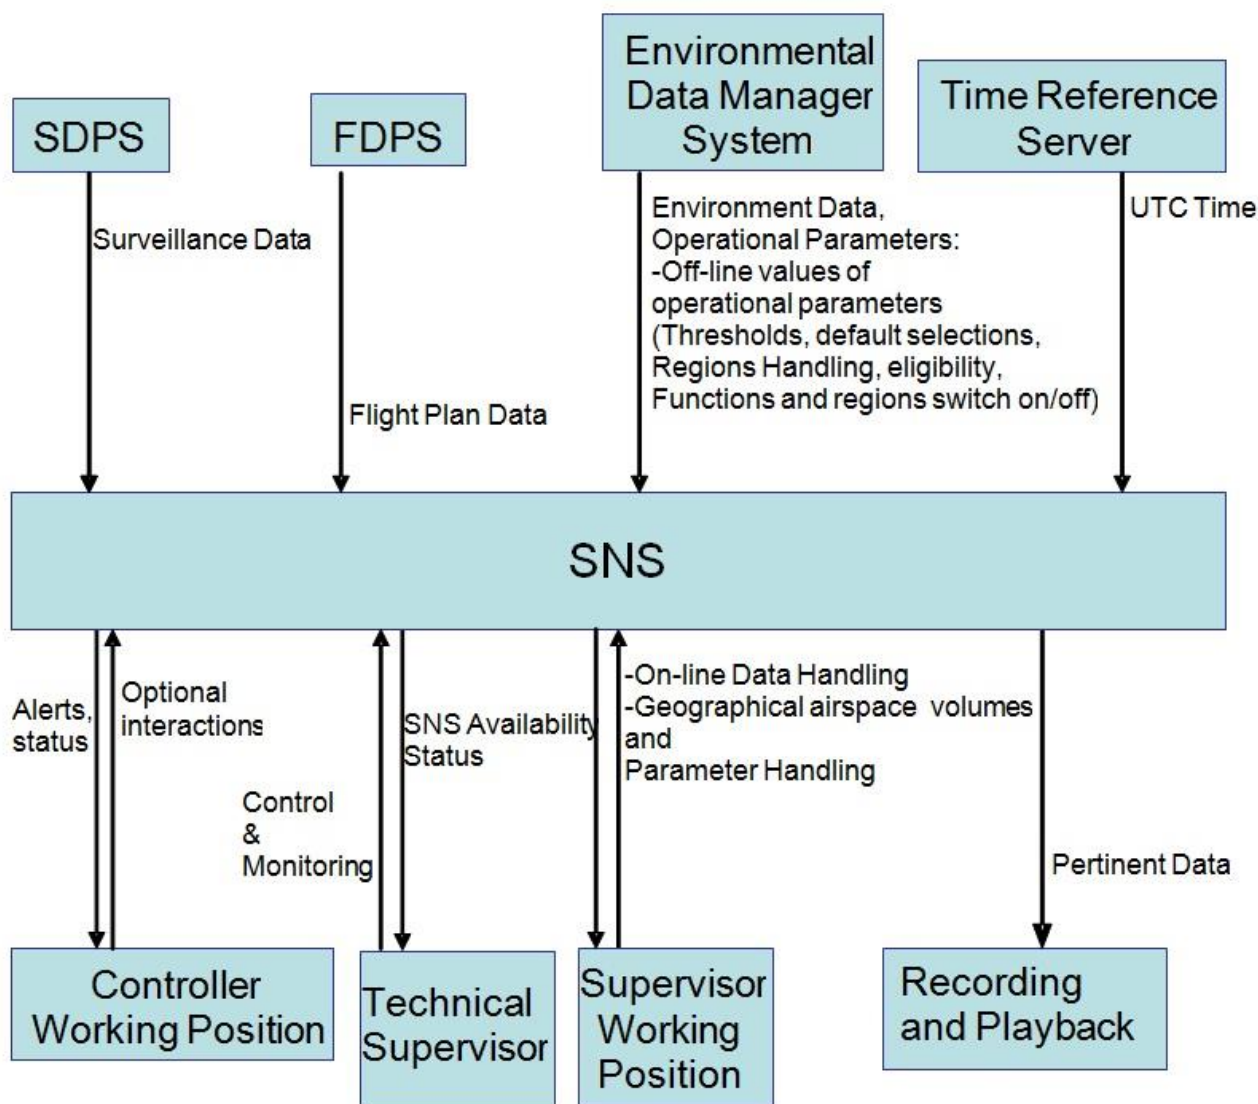 SDPS
FDPS
Environmental
Data Manager
System
Time Reference
Server
Surveillance Data
Flight Plan Data
Environment Data,
Operational Parameters:
-Off-line values of
operational parameters
(Thresholds, default selections,
Regions Handling, eligibility,
Functions and regions switch on/off)
UTC Time
SNS
Alerts,
status
Optional
interactions
Control
&
Monitoring
SNS Availability
Status
-On-line Data Handling
-Geographical airspace volumes
and
Parameter Handling
Pertinent Data
Controller
Working Position
Technical
Supervisor
Supervisor
Working
Position
Recording
and Playback